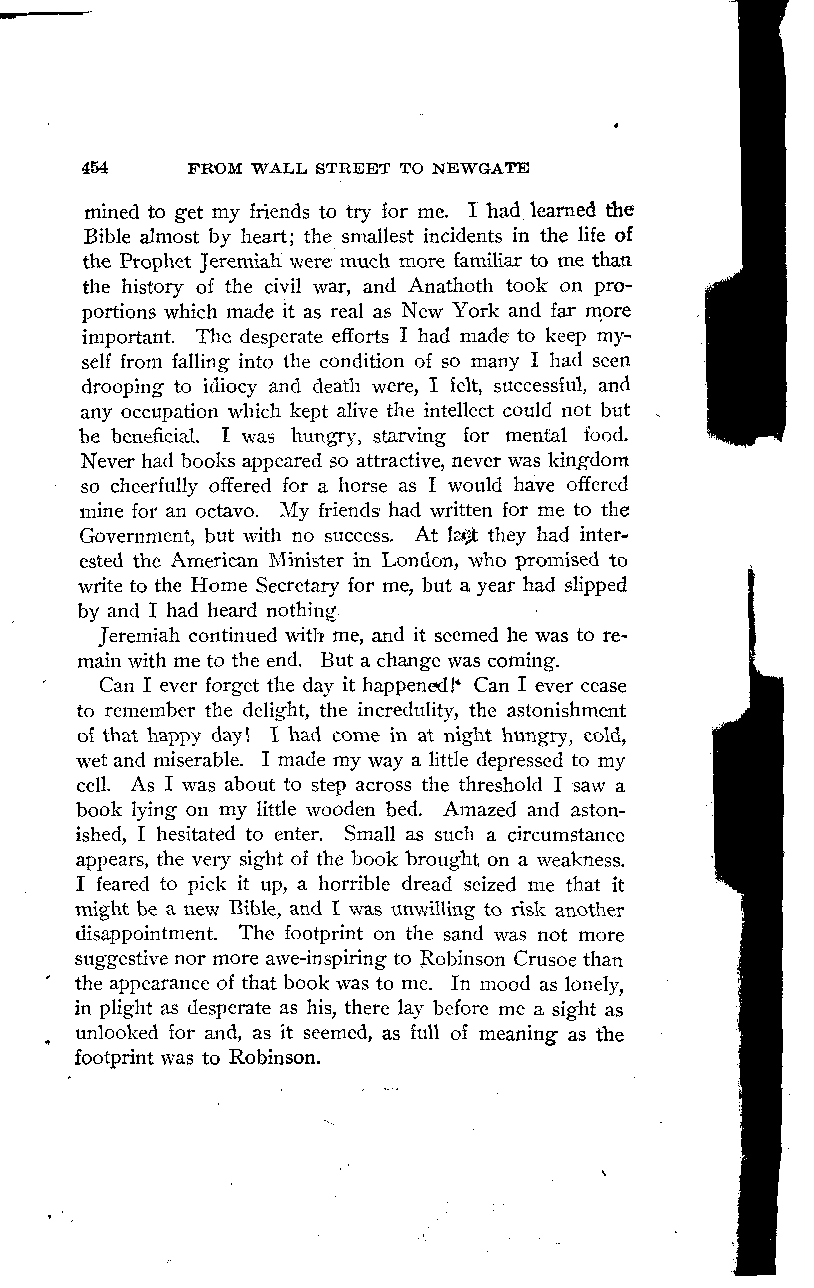 454 FROM WALL STREET TO NEWGATE
mined to get my friends to try for me. I had learned the
Bible almost by heart; the smallest incidents in the life of
the Prophet Jeremiah were much more familiar to me than
the history of the civil war, and Anathoth took on pro-
portions which made it as real as New York and far more
important. The desperate efforts I had made to keep my-
self from falling into the condition of so many I had seen
drooping to idiocy and death were, I felt, successful, and
any occupation which kept alive the intellect could not but
be beneficial. I was hungry, starving for mental food.
Never had books appeared so attractive, never was kingdom
so cheerfully offered for a horse as I would have offered
mine for an octavo. My friends had written for me to the
Government, but with no success. At last they had inter-
ested the American Minister in London, who promised to
write to the Home Secretary for me, but a year had slipped
by and I had heard nothing.
Jeremiah continued with me, and it seemed he was to re-
main with me to the end. But a change was coming.
Can I ever forget the day it happened! Can I ever cease
to remember the delight, the incredulity, the astonishment
of that happy day! I had come in at night hungry, cold,
wet and miserable. I made my way a little depressed to my
cell. As I was about to step across the threshold I saw a
book lying on my little wooden bed. Amazed and aston-
ished, I hesitated to enter. Small as such a circumstance
appears, the very sight of the book brought on a weakness.
I feared to pick it up, a horrible dread seized me that it
might be a new Bible, and I was unwilling to risk another
disappointment. The footprint on the sand was not more
suggestive nor more awe-inspiring to Robinson Crusoe than
the appearance of that book was to me. In mood as lonely,
in plight as desperate as his, there lay before me a sight as
unlooked for and, as it seemed, as full of meaning as the
footprint was to Robinson.